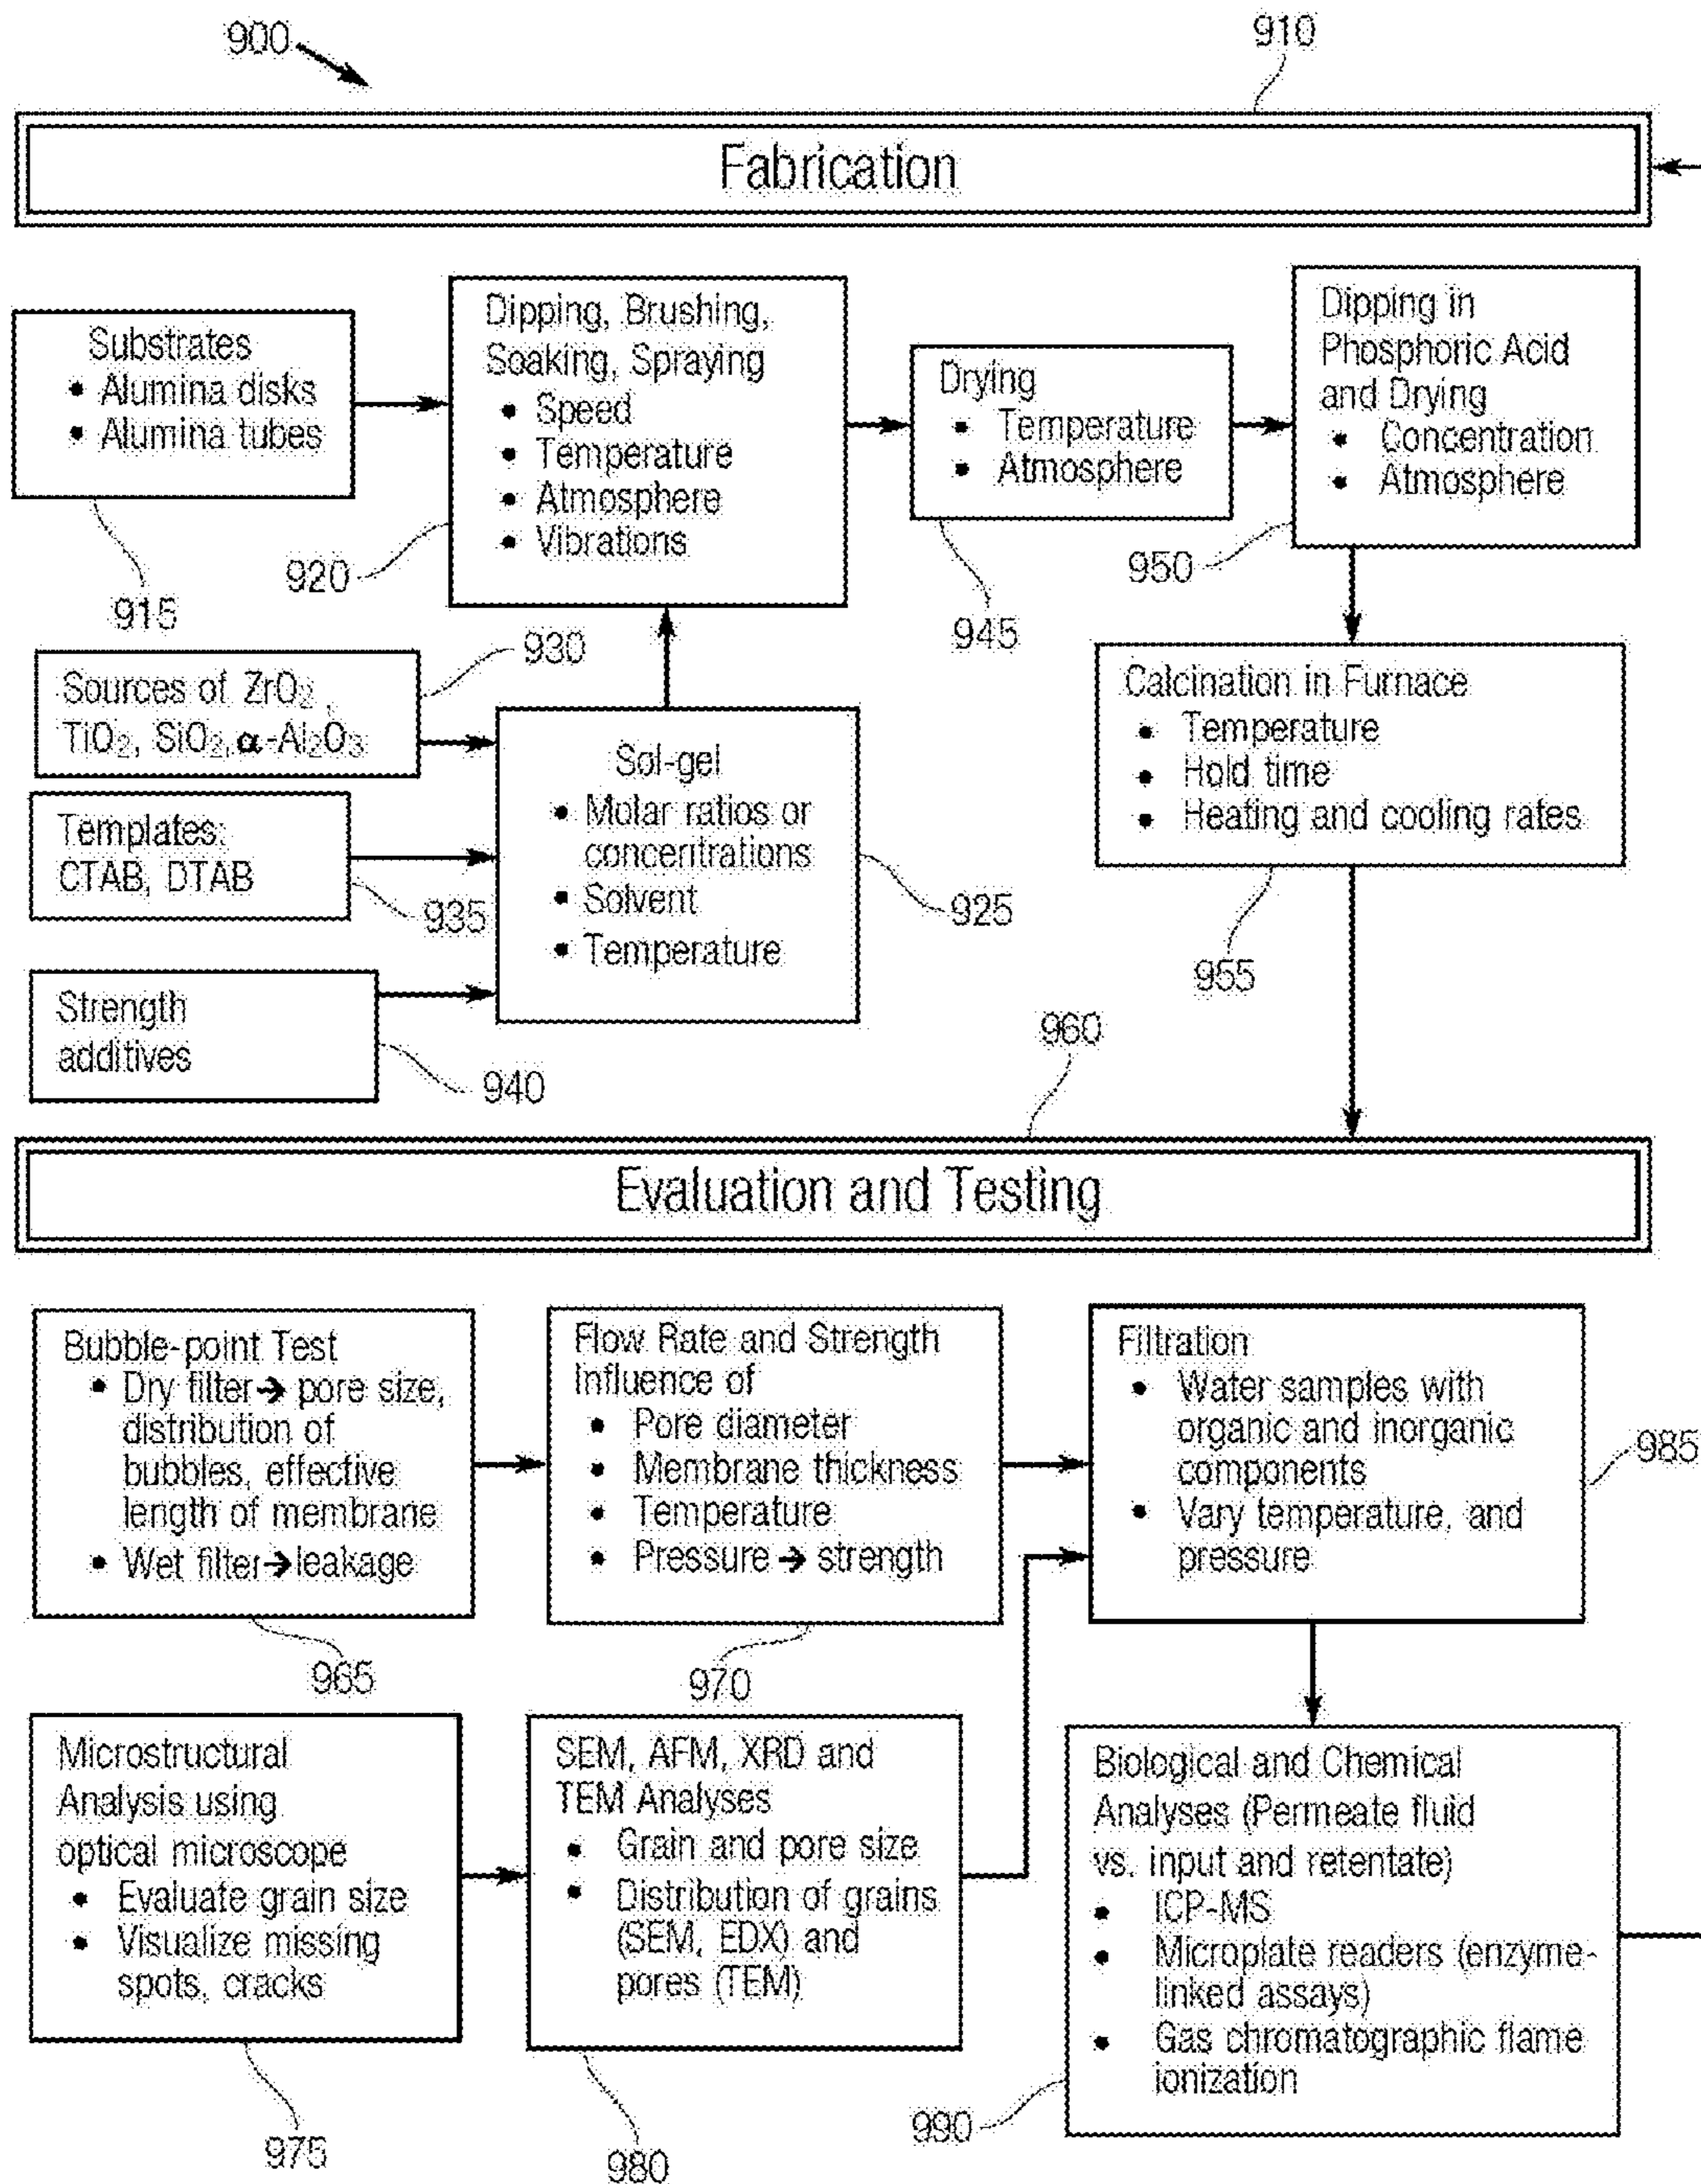 900
910
Fabrication
Substrates
• Alumina disks
• Alumina tubes
915
Dipping, Brushing,
Soaking, Spraying
• Speed
• Temperature
• Atmosphere
• Vibrations
920
Drying
• Temperature
• Atmosphere
945
Dipping in
Phosphoric Acid
and Drying
• Concentration
• Atmosphere
950
Sources of ZrO₂,
TiO₂, SiO₂, α-Al₂O₃
930
Templates:
CTAB, DTAB
935
Strength
additives
940
Sol-gel
• Molar ratios or
concentrations
• Solvent
• Temperature
925
Calcination in Furnace
• Temperature
• Hold time
• Heating and cooling rates
955
960
Evaluation and Testing
Bubble-point Test
• Dry filter→ pore size,
distribution of
bubbles, effective
length of membrane
• Wet filter→leakage
965
Flow Rate and Strength
Influence of
• Pore diameter
• Membrane thickness
• Temperature
• Pressure → strength
970
Filtration
• Water samples with
organic and inorganic
components
• Vary temperature, and
pressure
985
Microstructural
Analysis using
optical microscope
• Evaluate grain size
• Visualize missing
spots, cracks
975
SEM, AFM, XRD and
TEM Analyses
• Grain and pore size
• Distribution of grains
(SEM, EDX) and
pores (TEM)
980
Biological and Chemical
Analyses (Permeate fluid
vs. input and retentate)
• ICP-MS
• Microplate readers (enzyme-
linked assays)
• Gas chromatographic flame
ionization
990